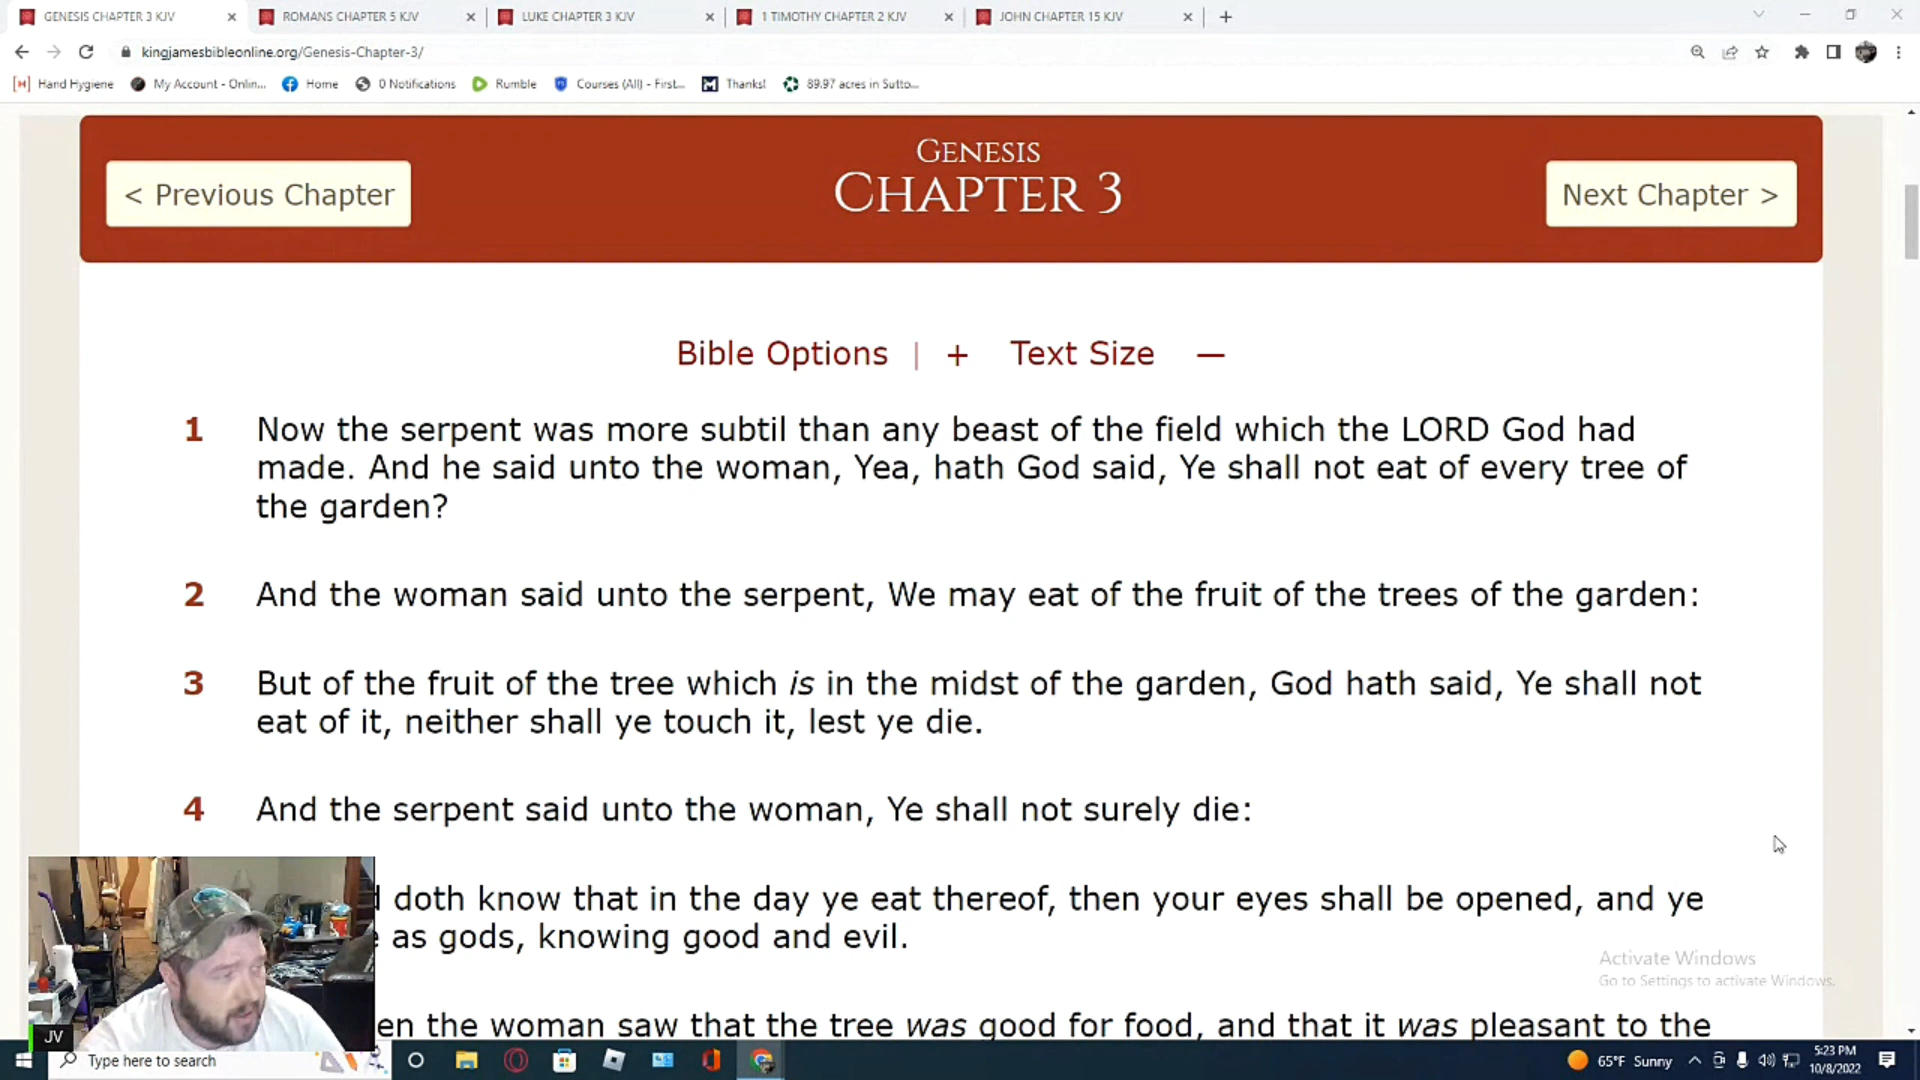 GENESIS CHAPTER 3 KJV
ROMANS CHAPTER 5 KJV
LUKE CHAPTER 3 KJV
1 TIMOTHY CHAPTER 2 KJV
JOHN CHAPTER 15 KJV
kingjamesbibleonline.org/Genesis-Chapter-3/
Hand Hygiene
My Account - Onlin...
Home
0 Notifications
Rumble
Courses (All) - First...
Thanks!
89.97 acres in Sutto...
< Previous Chapter
GENESIS
CHAPTER 3
Next Chapter >
Bible Options | + Text Size —
1 Now the serpent was more subtil than any beast of the field which the LORD God had
made. And he said unto the woman, Yea, hath God said, Ye shall not eat of every tree of
the garden?
2 And the woman said unto the serpent, We may eat of the fruit of the trees of the garden:
3 But of the fruit of the tree which is in the midst of the garden, God hath said, Ye shall not
eat of it, neither shall ye touch it, lest ye die.
4 And the serpent said unto the woman, Ye shall not surely die:
doth know that in the day ye eat thereof, then your eyes shall be opened, and ye
as gods, knowing good and evil.
en the woman saw that the tree was good for food, and that it was pleasant to the
Activate Windows
Go to Settings to activate Windows.
JV
Type here to search
65°F Sunny
5:23 PM
10/8/2022